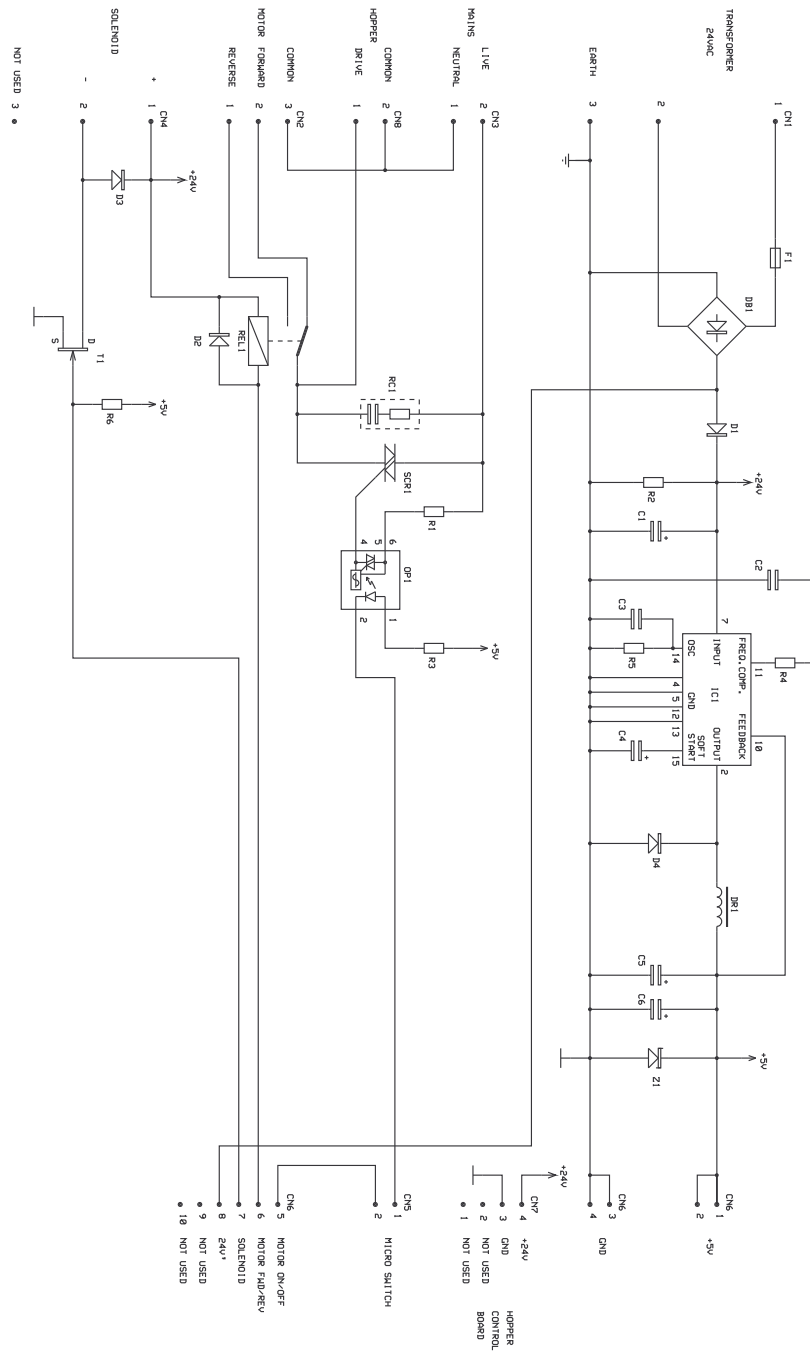 TRANSFORMER
24VAC
CN1
1
2
3
EARTH
F1
DB1
D1
+24v
R2
C1
C2
R4
11
10
FREQ.COMP.
FEEDBACK
7
INPUT
IC1
OUTPUT
2
OSC
GND
SOFT
START
14
4
5
12
13
15
C3
R5
C4
D4
DR1
C5
C6
+5v
Z1
CN6
1
2
+5v
3
4
GND
+24v
CN7
4 +24v
3 GND
2 NOT USED
1 NOT USED
HOPPER
CONTROL
BOARD
MAINS
LIVE 2
CN3
NEUTRAL 1
HOPPER
COMMON 2
CN8
DRIVE 1
COMMON 3
CN2
MOTOR FORWARD 2
REVERSE 1
RC1
SCR1
R1
6
5
4
OP1
1
2
R3
+5v
CN5
1
2
MICRO SWITCH
REL1
D2
SOLENOID
+ 1
CN4
- 2
NOT USED 3
+24v
D3
D
S
T1
R6
+5v
CN6
5 MOTOR ON/OFF
6 MOTOR FWD/REV
7 SOLENOID
8 24v'
9 NOT USED
10 NOT USED